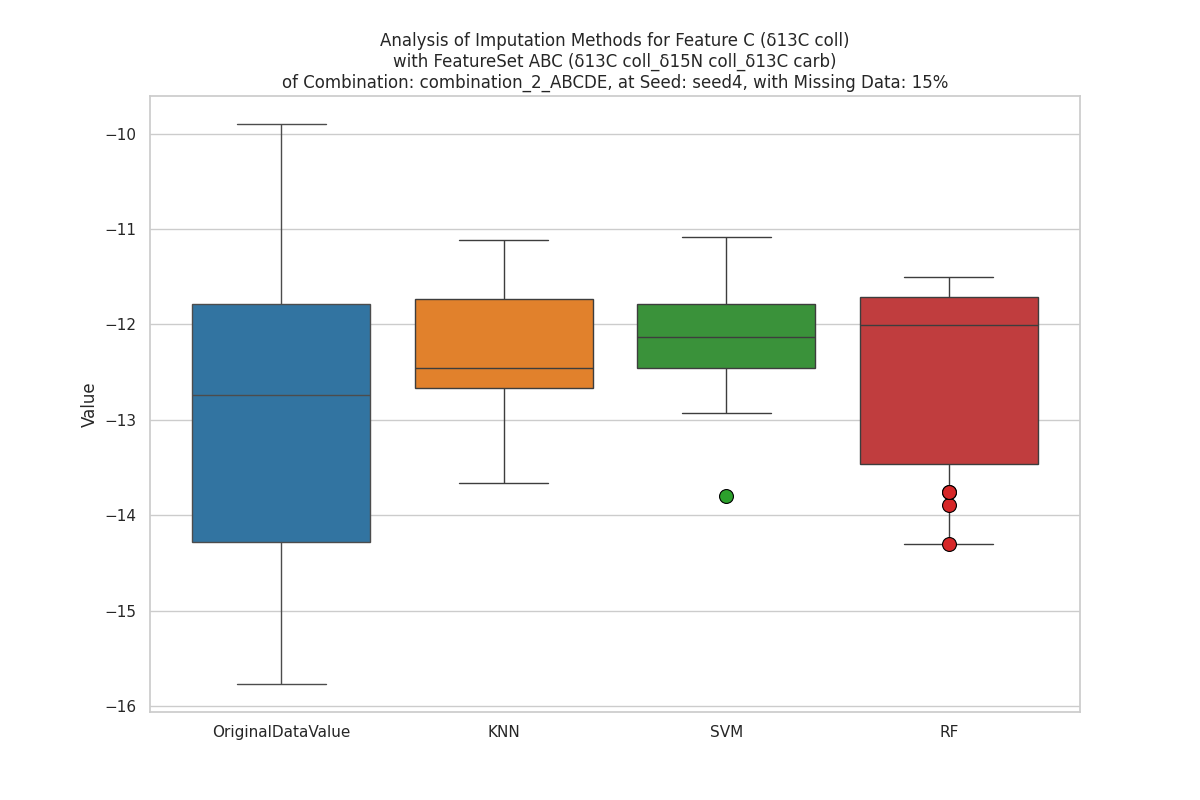 Analysis of Imputation Methods for Feature C (δ13C coll)
with FeatureSet ABC (δ13C coll_δ15N coll_δ13C carb)
of Combination: combination_2_ABCDE, at Seed: seed4, with Missing Data: 15%
−10
−11
−12
−13
−14
−15
−16
Value
OriginalDataValue
KNN
SVM
RF